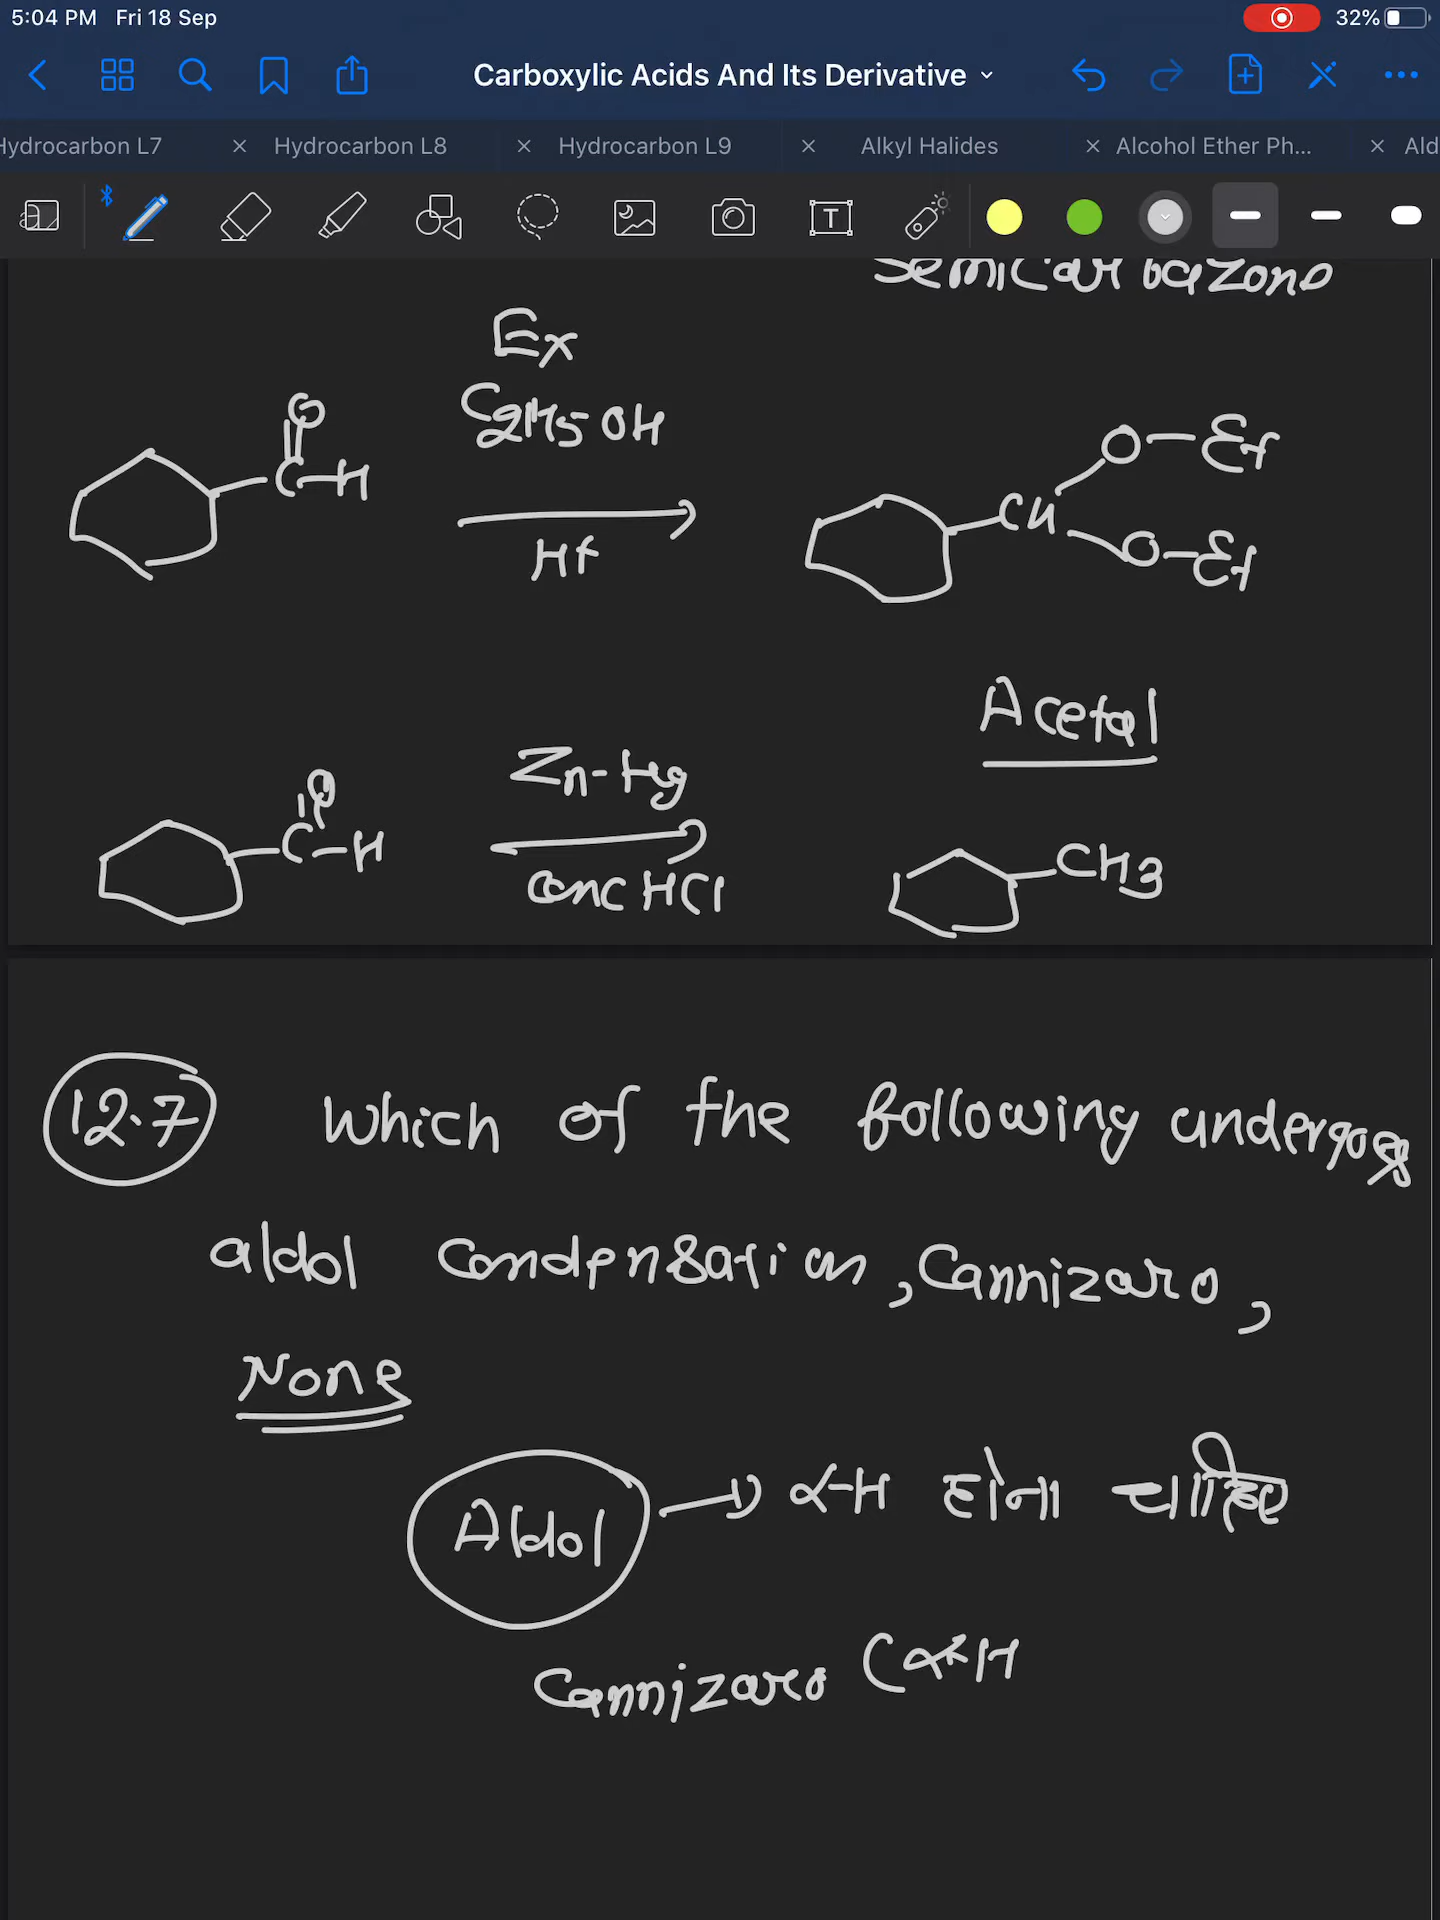 5:04 PM Fri 18 Sep
32%
Carboxylic Acids And Its Derivative
Hydrocarbon L7
Hydrocarbon L8
Hydrocarbon L9
Alkyl Halides
Alcohol Ether Ph...
Ald
Semicarbazone
Ex
O
C2H5-OH
C-H
H+
CH
O-Et
O-Et
Acetal
Zn-Hg
O
C-H
Conc HCl
CH3
12.7 Which of the following undergoes
aldol Condensation, Cannizaro,
None
Aldol → α-H होना चाहिए
Cannizaro (α-H